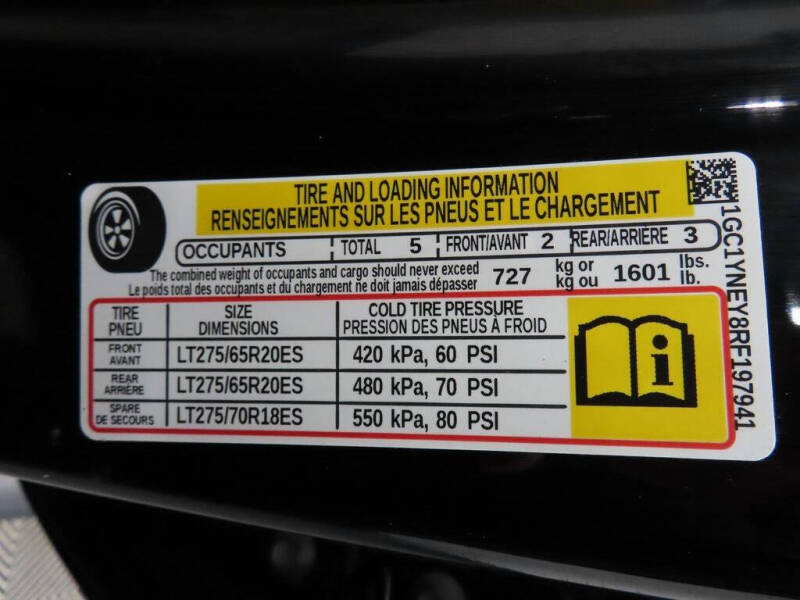 TIRE AND LOADING INFORMATION
RENSEIGNEMENTS SUR LES PNEUS ET LE CHARGEMENT
OCCUPANTS TOTAL 5 FRONT/AVANT 2 REAR/ARRIÈRE 3
The combined weight of occupants and cargo should never exceed
Le poids total des occupants et du chargement ne doit jamais dépasser
727 kg or
kg ou
1601 lbs.
lb.
TIRE
PNEU
SIZE
DIMENSIONS
COLD TIRE PRESSURE
PRESSION DES PNEUS À FROID
FRONT
AVANT
LT275/65R20ES 420 kPa, 60 PSI
REAR
ARRIÈRE
LT275/65R20ES 480 kPa, 70 PSI
SPARE
DE SECOURS
LT275/70R18ES 550 kPa, 80 PSI
i
1GC1YNEY8RF197941